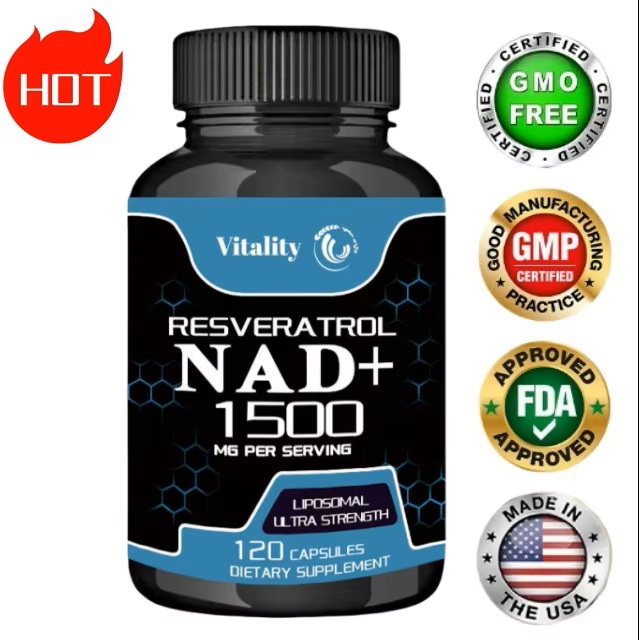 HOT
Vitality
RESVERATROL
NAD+
1500
MG PER SERVING
LIPOSOMAL
ULTRA STRENGTH
120 CAPSULES
DIETARY SUPPLEMENT
CERTIFIED · CERTIFIED · CERTIFIED
GMO
FREE
GOOD MANUFACTURING
GMP
CERTIFIED
PRACTICE
APPROVED
FDA
APPROVED
MADE IN
THE USA